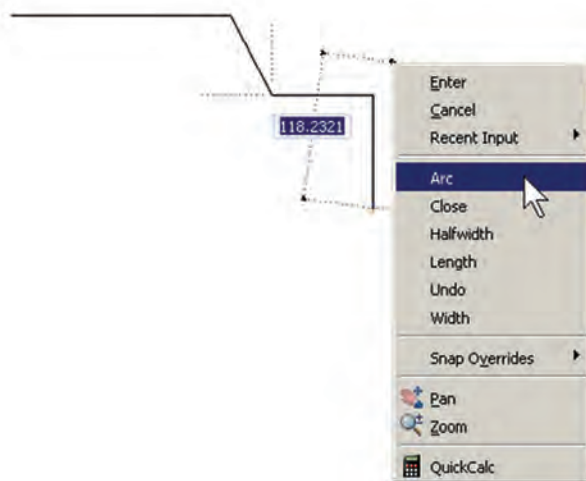 118.2321
Enter
Cancel
Recent Input
Arc
Close
Halfwidth
Length
Undo
Width
Snap Overrides
Pan
Zoom
QuickCalc